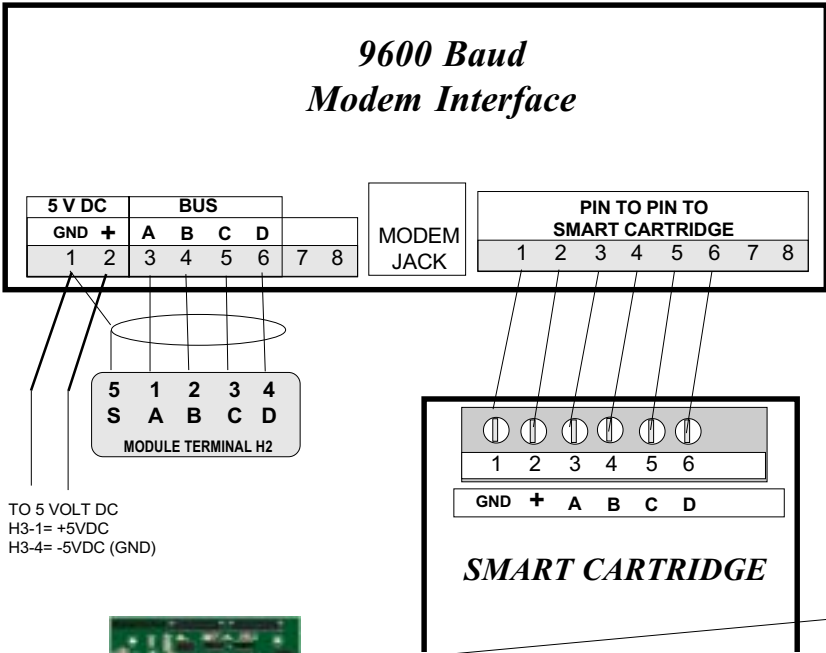 9600 Baud
Modem Interface
5 V DC BUS
GND + A B C D
1 2 3 4 5 6 7 8
MODEM
JACK
PIN TO PIN TO
SMART CARTRIDGE
1 2 3 4 5 6 7 8
5 1 2 3 4
S A B C D
MODULE TERMINAL H2
TO 5 VOLT DC
H3-1= +5VDC
H3-4= -5VDC (GND)
1 2 3 4 5 6
GND + A B C D
SMART CARTRIDGE